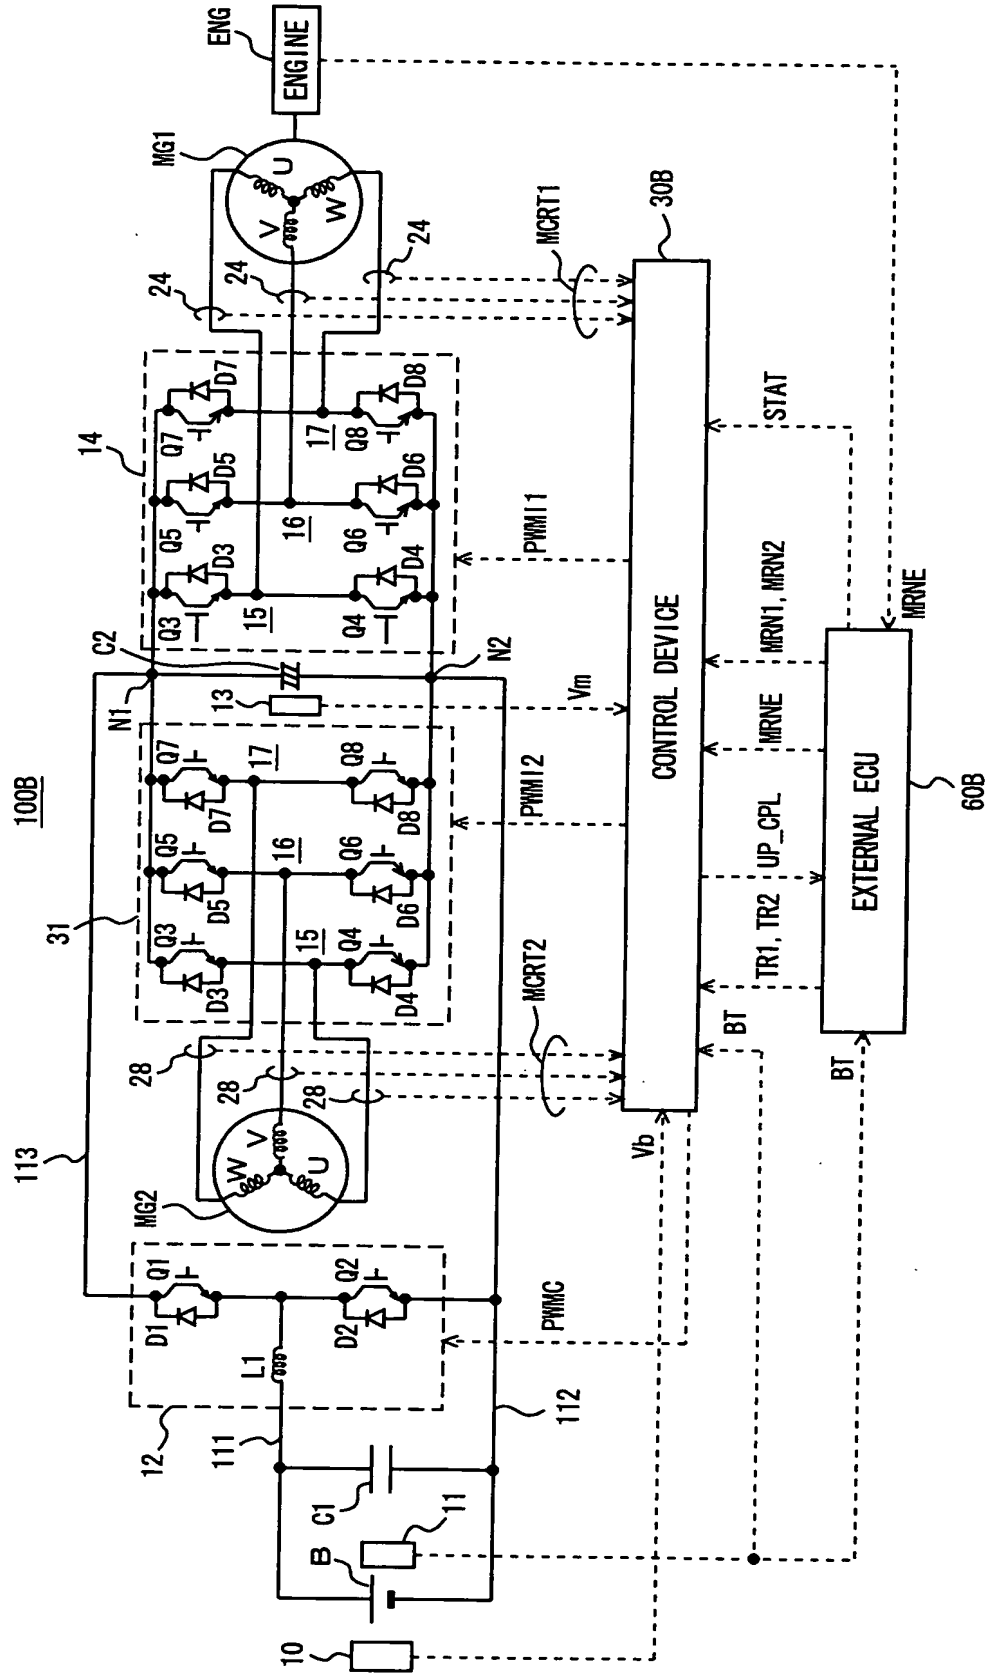 100B
ENG
ENGINE
MG1
U
V
W
24
24
24
MCRT1
30B
14
Q7
D7
Q5
D5
Q3
D3
17
16
15
Q8
D8
Q6
D6
Q4
D4
PWMI1
STAT
C2
N1
N2
13
Vm
CONTROL DEVICE
MRN1, MRN2
MRNE
MRNE
31
Q7
D7
Q5
D5
Q3
D3
17
16
15
Q8
D8
Q6
D6
Q4
D4
PWMI2
UP_CPL
EXTERNAL ECU
60B
TR1, TR2
MCRT2
BT
BT
28
28
28
113
MG2
W
V
U
Vb
Q1
D1
Q2
D2
L1
PWMC
12
111
112
C1
11
B
10